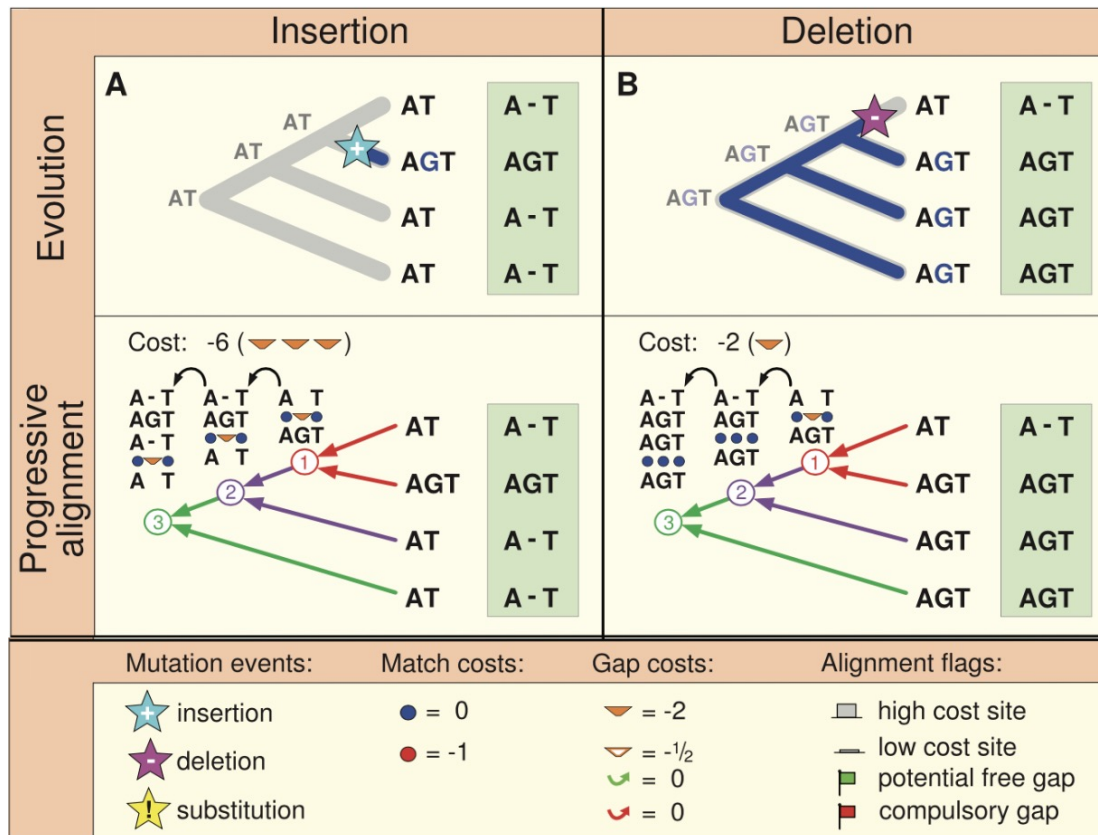 Insertion
Deletion
Evolution
A
AT
AT
AT
AT
AGT
AT
AT
A - T
AGT
A - T
A - T
B
AGT
AGT
AGT
AT
AGT
AGT
AGT
A - T
AGT
AGT
AGT
Progressive alignment
Cost: -6 ( )
A - T
AGT
A - T
A T
A - T
AGT
A T
A T
AGT
1
2
3
AT
AGT
AT
AT
A - T
AGT
A - T
A - T
Cost: -2 ( )
A - T
AGT
AGT
AGT
A - T
AGT
AGT
A T
AGT
1
2
3
AT
AGT
AGT
AGT
A - T
AGT
AGT
AGT
Mutation events:
+ insertion
- deletion
! substitution
Match costs:
= 0
= -1
Gap costs:
= -2
= -½
= 0
= 0
Alignment flags:
high cost site
low cost site
potential free gap
compulsory gap